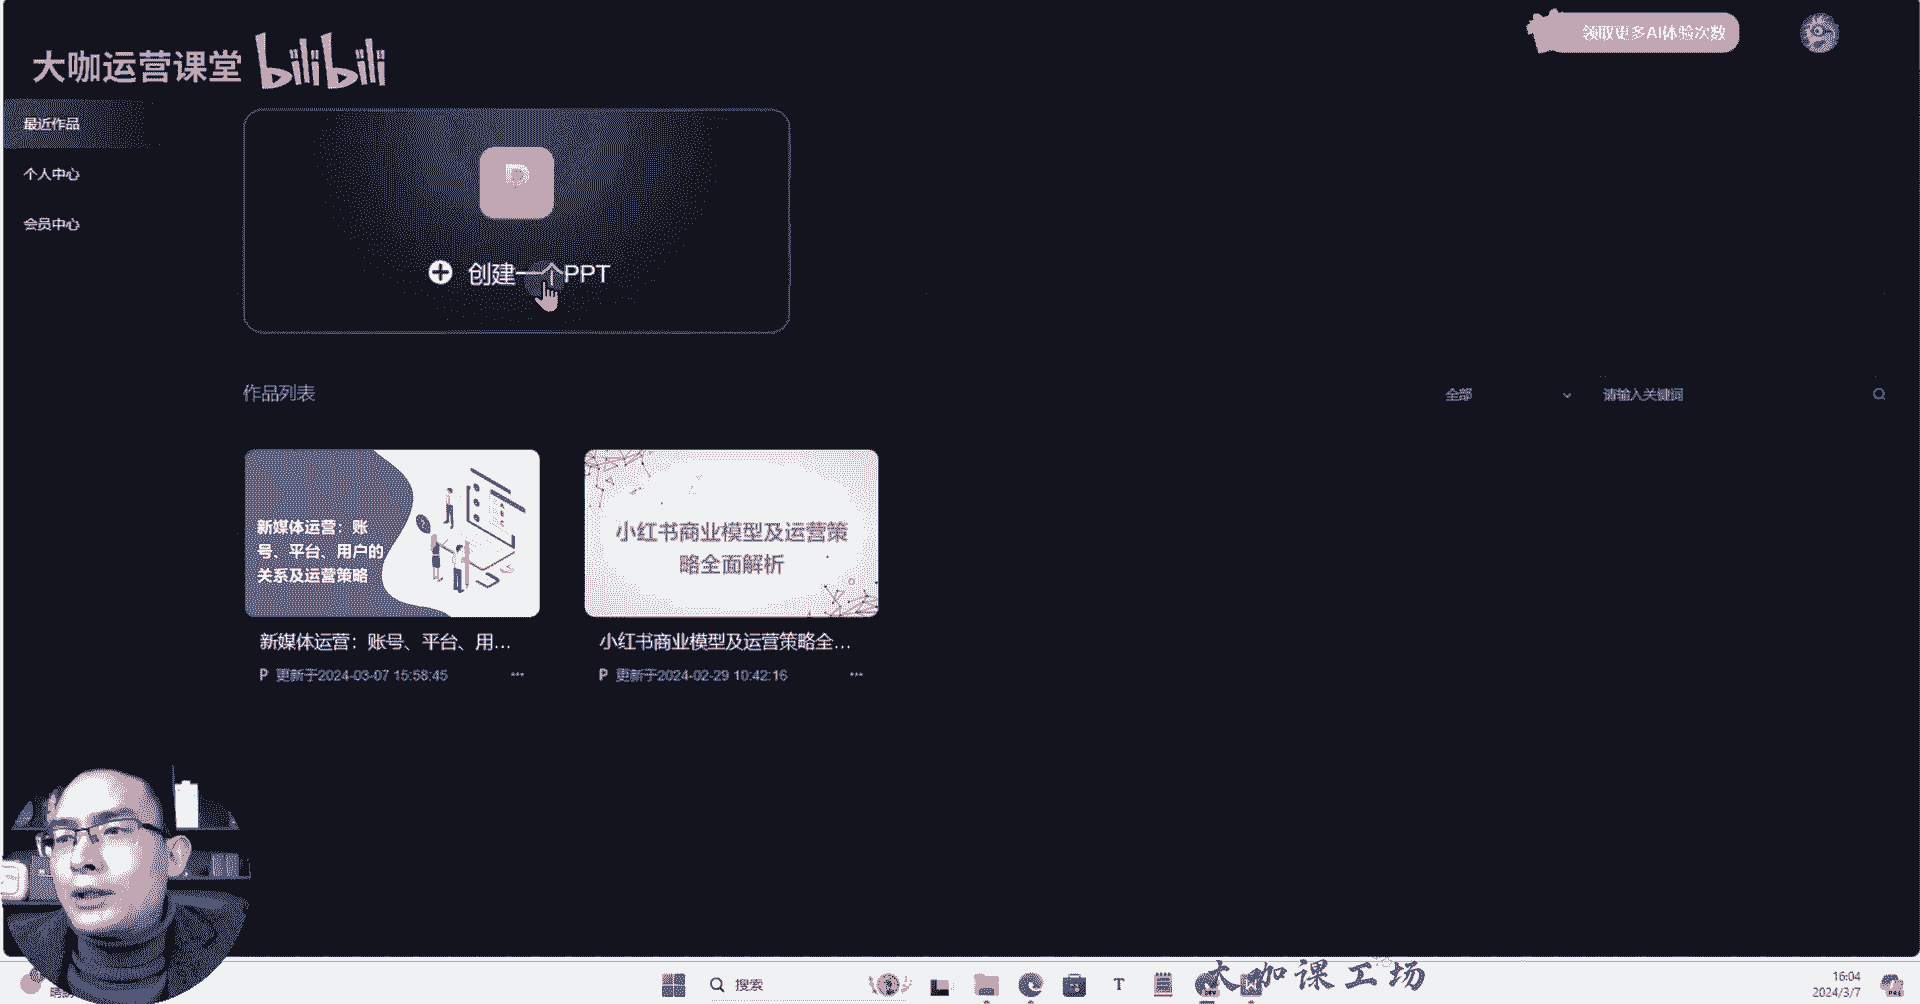 大咖运营课堂 bilibili
领取更多AI体验次数
最近作品
个人中心
会员中心
P
创建一个PPT
作品列表
全部
请输入关键词
新媒体运营：账
号、平台、用户的
关系及运营策略
小红书商业模型及运营策
略全面解析
新媒体运营：账号、平台、用...
P 更新于2024-03-07 15:58:45
小红书商业模型及运营策略全...
P 更新于2024-02-29 10:42:16
搜索
T
大咖课工场
16:04
2024/3/7